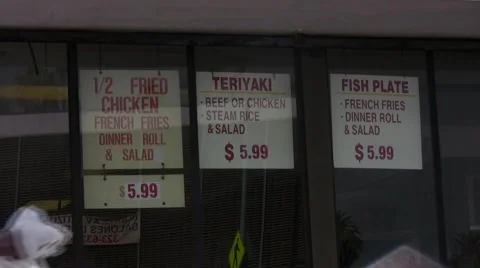 1/2 FRIED
CHICKEN
FRENCH FRIES
DINNER ROLL
& SALAD
$5.99
TERIYAKI
- BEEF OR CHICKEN
- STEAM RICE
& SALAD
$5.99
FISH PLATE
- FRENCH FRIES
- DINNER ROLL
& SALAD
$5.99